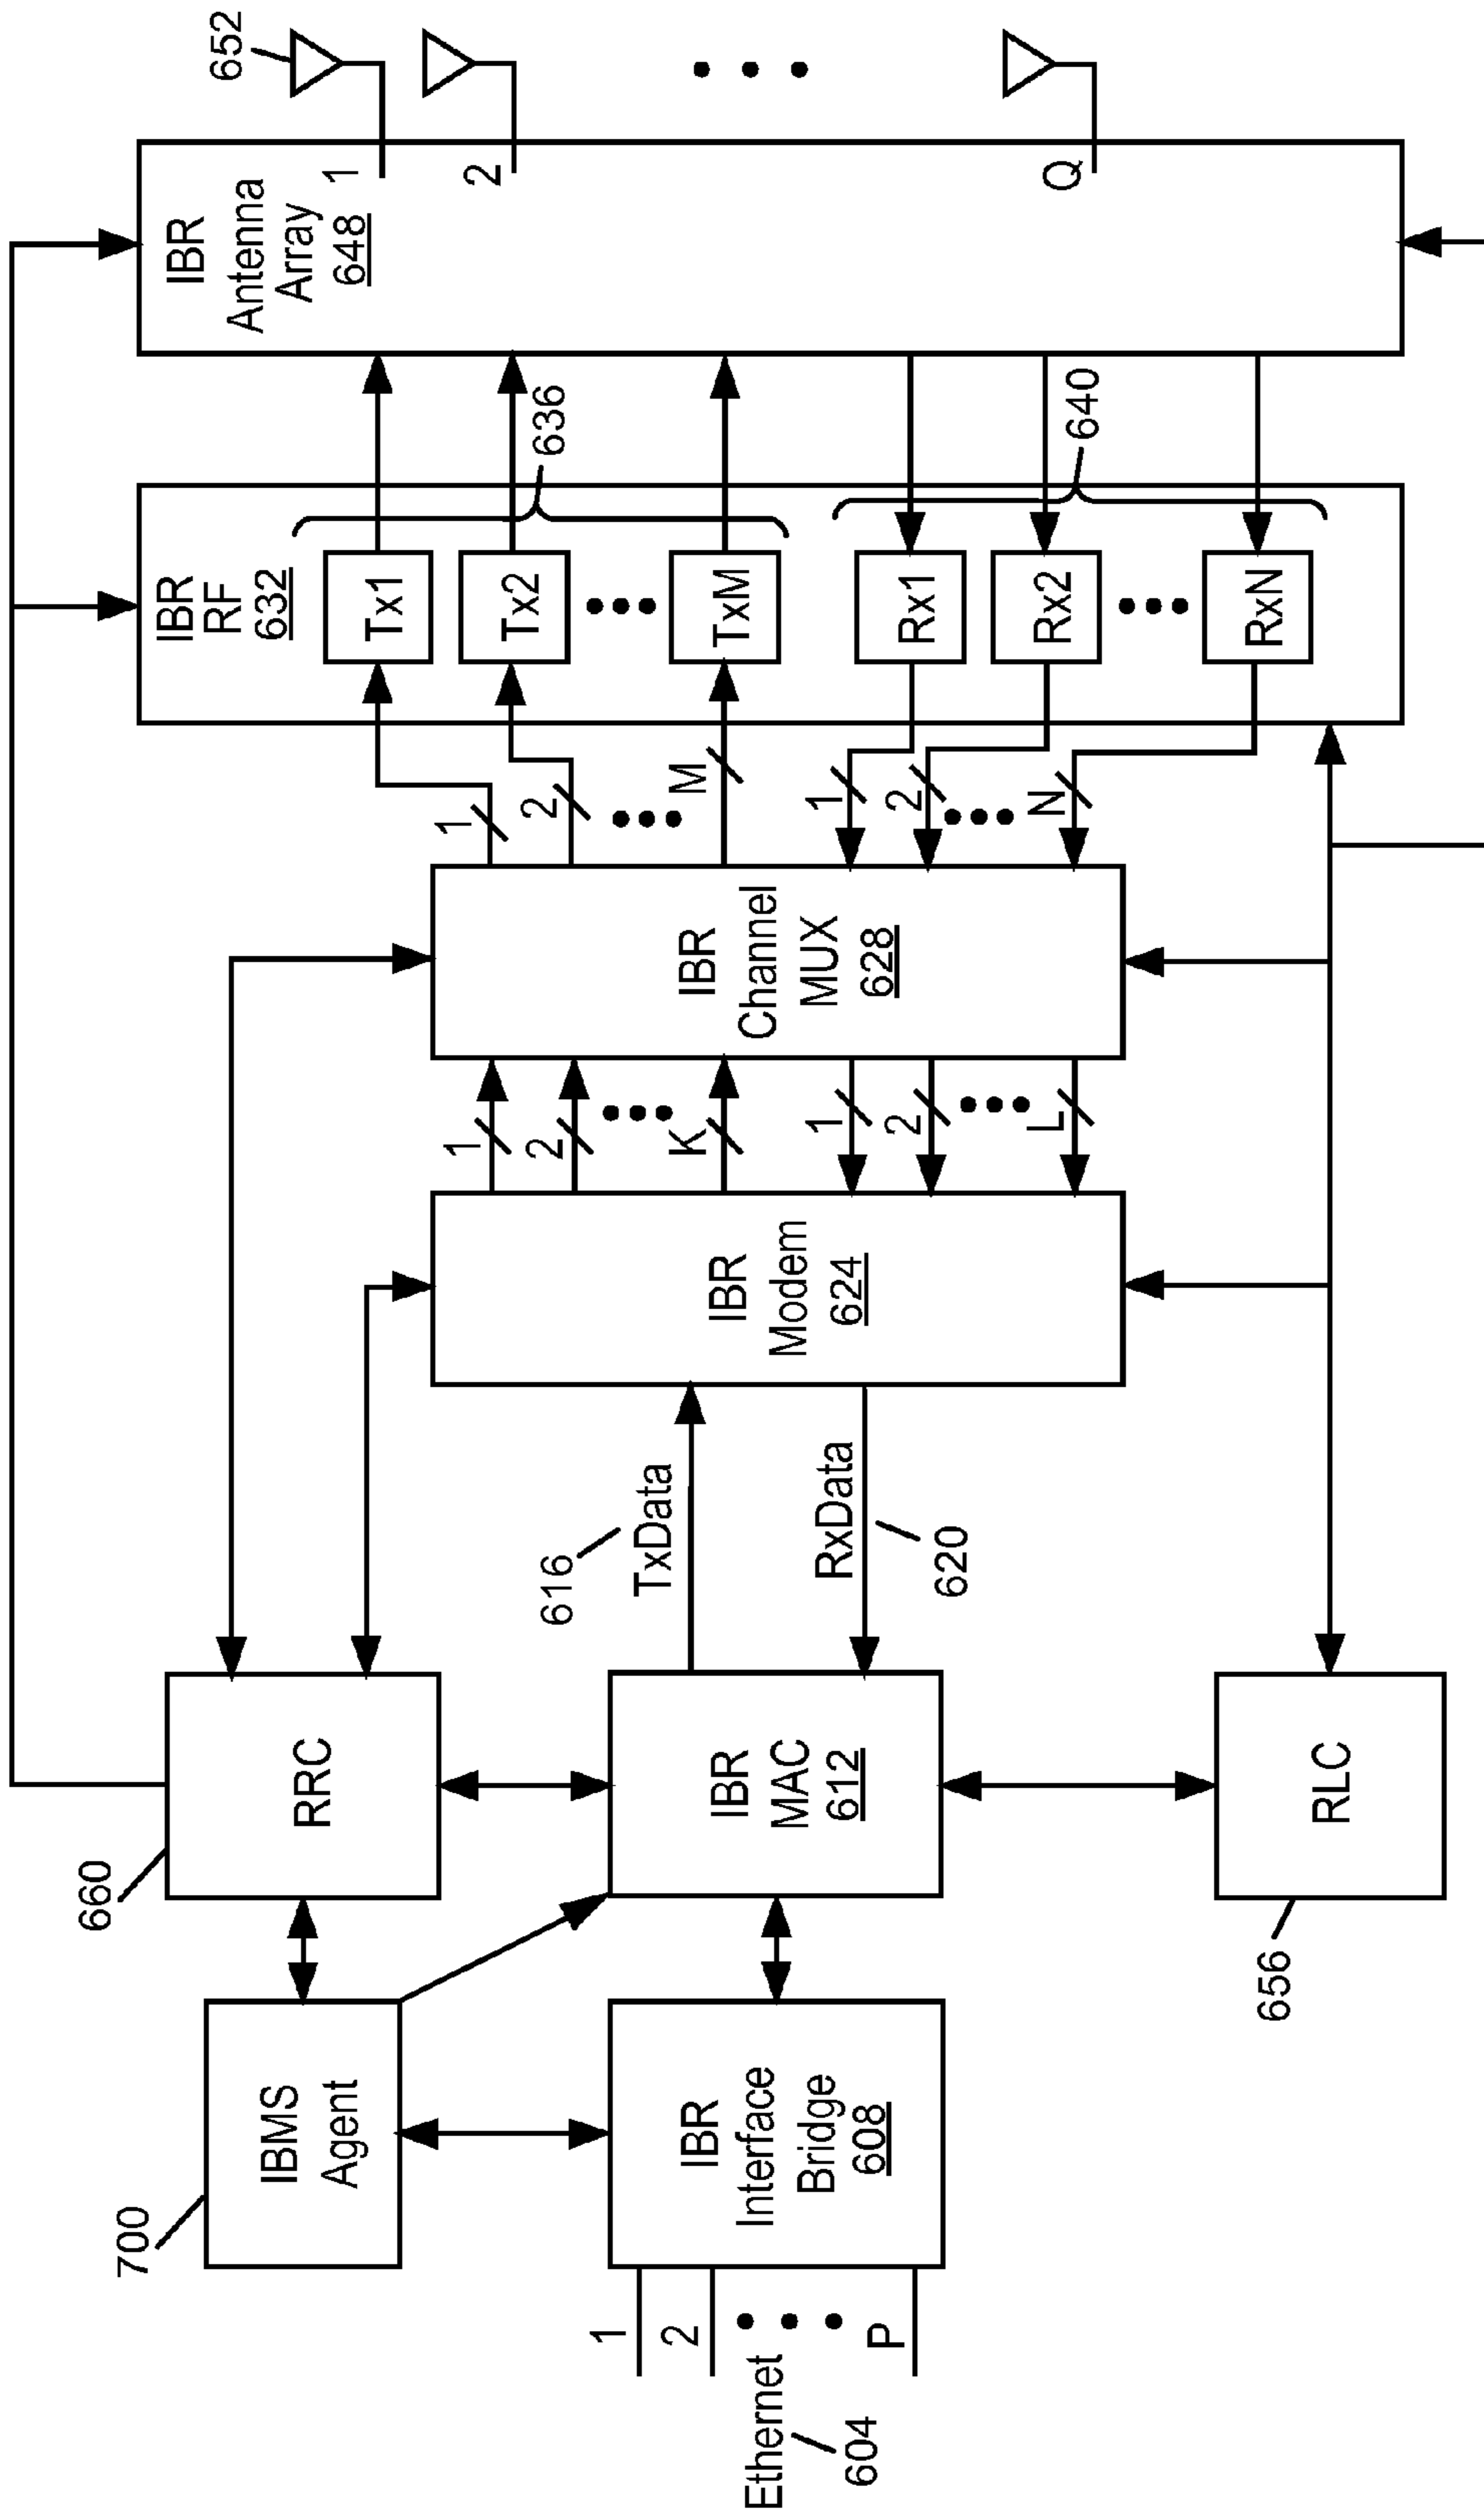 700
IBMS
Agent
660
RRC
IBR
Antenna
Array
648
652
1
2
Q
IBR
RF
632
Tx1
Tx2
TxM
636
Rx1
Rx2
RxN
640
1
2
M
1
2
N
IBR
Channel
MUX
628
1
2
K
1
2
L
IBR
Modem
624
616
TxData
RxData
620
IBR
MAC
612
IBR
Interface
Bridge
608
1
2
P
Ethernet
604
RLC
656